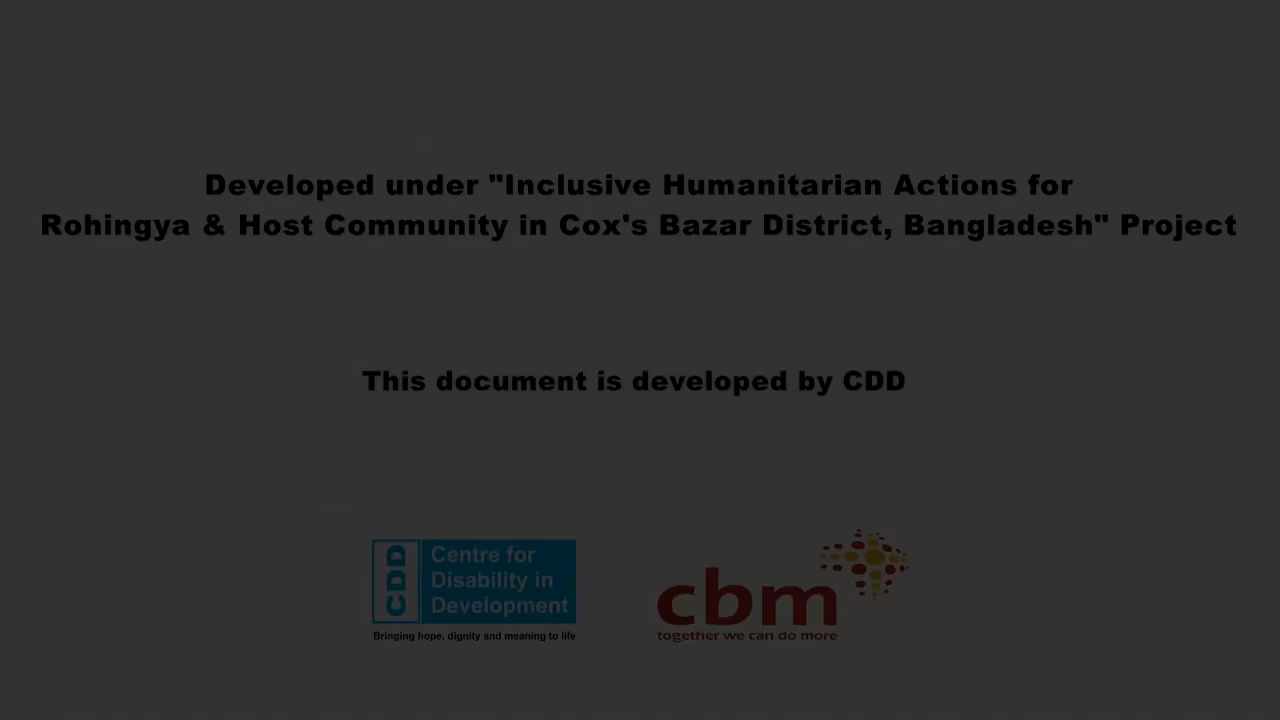 Developed under "Inclusive Humanitarian Actions for
Rohingya & Host Community in Cox's Bazar District, Bangladesh" Project
This document is developed by CDD
CDD
Centre for
Disability in
Development
Bringing hope, dignity and meaning to life
cbm
together we can do more